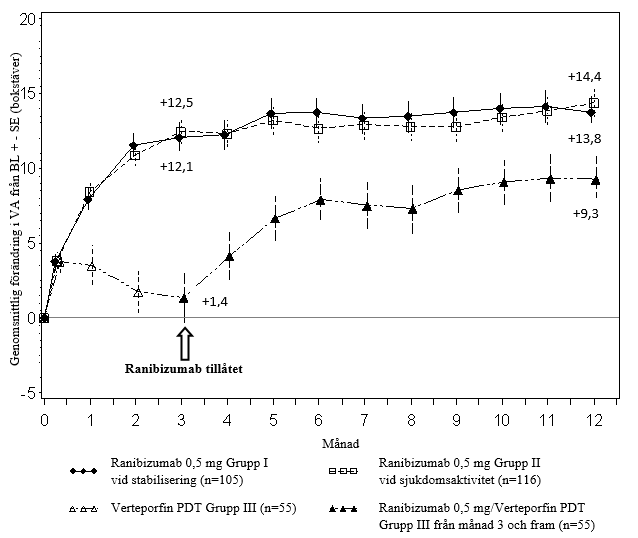 Genomsnittlig förändring i VA från BL + -SE (bokstäver)
20
15
10
5
0
-5
+12,5
+12,1
+1,4
+14,4
+13,8
+9,3
Ranibizumab tillåtet
0 1 2 3 4 5 6 7 8 9 10 11 12
Månad
Ranibizumab 0,5 mg Grupp I
vid stabilisering (n=105)
Ranibizumab 0,5 mg Grupp II
vid sjukdomsaktivitet (n=116)
Verteporfin PDT Grupp III (n=55)
Ranibizumab 0,5 mg/Verteporfin PDT
Grupp III från månad 3 och fram (n=55)